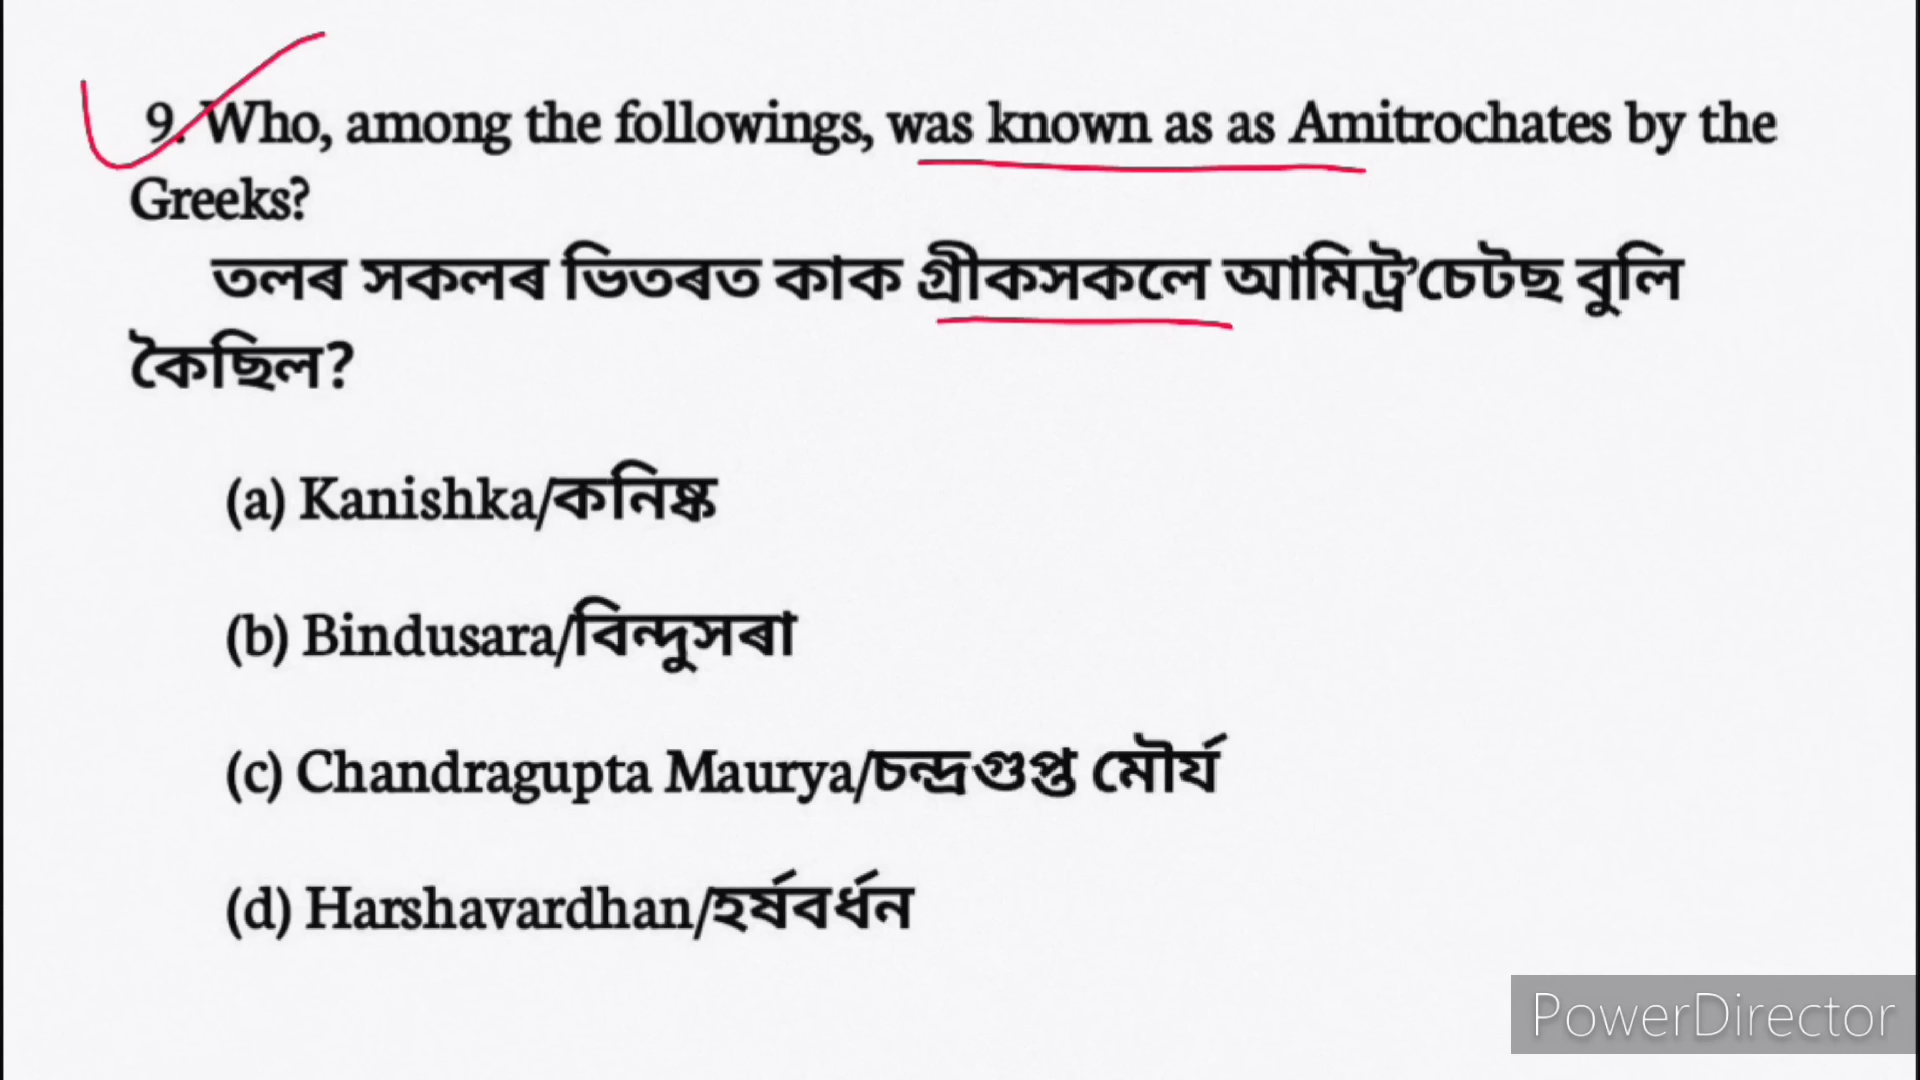 9. Who, among the followings, was known as as Amitrochates by the
Greeks?
তলৰ সকলৰ ভিতৰত কাক গ্ৰীকসকলে আমিট্ৰ'চেটছ বুলি
কৈছিল?
(a) Kanishka/কনিষ্ক
(b) Bindusara/বিন্দুসৰা
(c) Chandragupta Maurya/চন্দ্ৰগুপ্ত মৌৰ্য
(d) Harshavardhan/হৰ্ষবৰ্ধন
PowerDirector